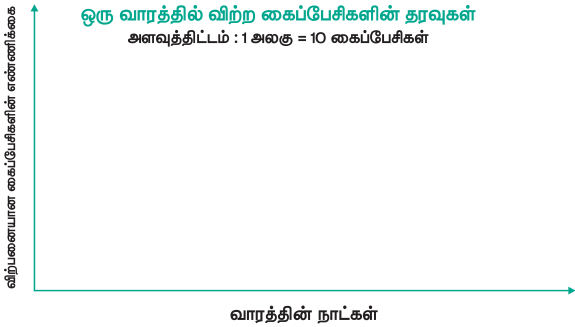 ஒரு வாரத்தில் விற்ற கைப்பேசிகளின் தரவுகள்
அளவுத்திட்டம் : 1 அலகு = 10 கைப்பேசிகள்
விற்பனையான கைப்பேசிகளின் எண்ணிக்கை
வாரத்தின் நாட்கள்